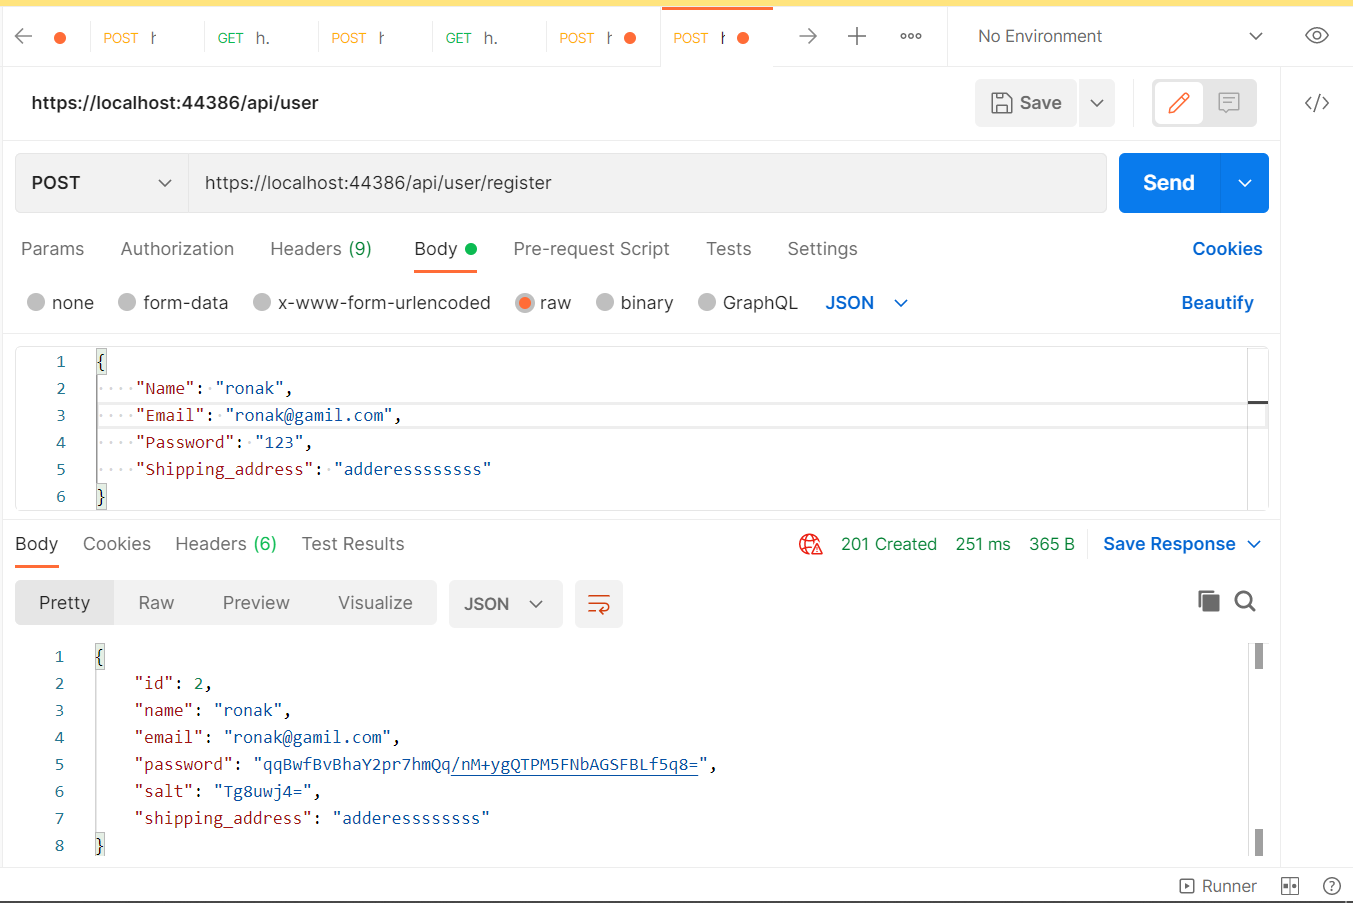 POST h GET h. POST h GET h. POST h POST h No Environment
https://localhost:44386/api/user Save
POST https://localhost:44386/api/user/register Send
Params Authorization Headers (9) Body Pre-request Script Tests Settings Cookies
none form-data x-www-form-urlencoded raw binary GraphQL JSON Beautify
1 {
2 "Name": "ronak",
3 "Email": "ronak@gamil.com",
4 "Password": "123",
5 "Shipping_address": "adderessssssss"
6 }
Body Cookies Headers (6) Test Results 201 Created 251 ms 365 B Save Response
Pretty Raw Preview Visualize JSON
1 {
2 "id": 2,
3 "name": "ronak",
4 "email": "ronak@gamil.com",
5 "password": "qqBwfBvBhaY2pr7hmQq/nM+ygQTPM5FNbAGSFBLf5q8=",
6 "salt": "Tg8uwj4=",
7 "shipping_address": "adderessssssss"
8 }
Runner